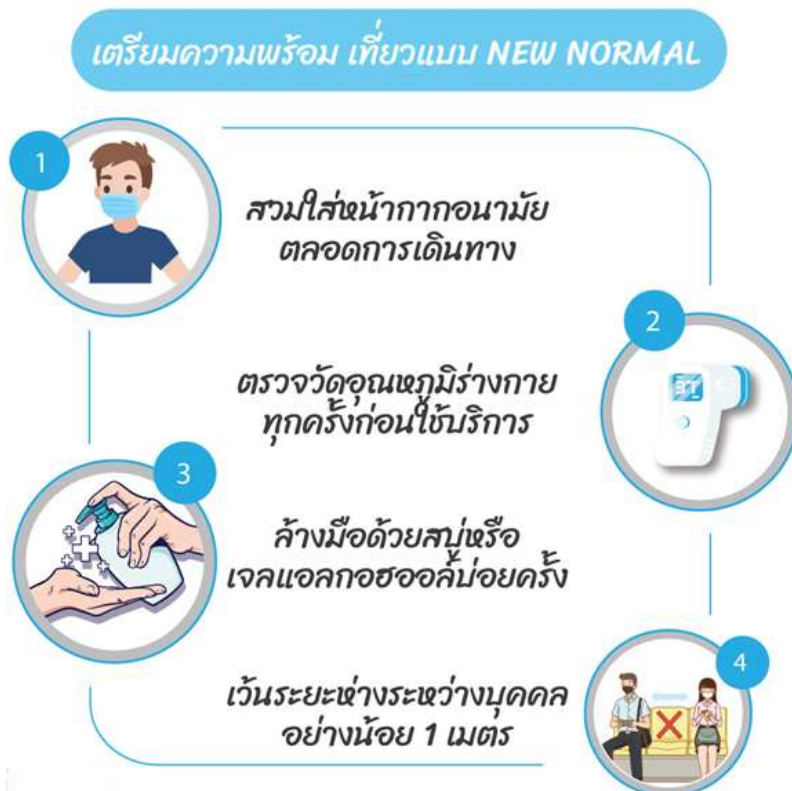 เตรียมความพร้อม เที่ยวแบบ NEW NORMAL
1
สวมใส่หน้ากากอนามัย
ตลอดการเดินทาง
2
ตรวจวัดอุณหภูมิร่างกาย
ทุกครั้งก่อนใช้บริการ
3
ล้างมือด้วยสบู่หรือ
เจลแอลกอฮออล์บ่อยครั้ง
4
เว้นระยะห่างระหว่างบุคคล
อย่างน้อย 1 เมตร